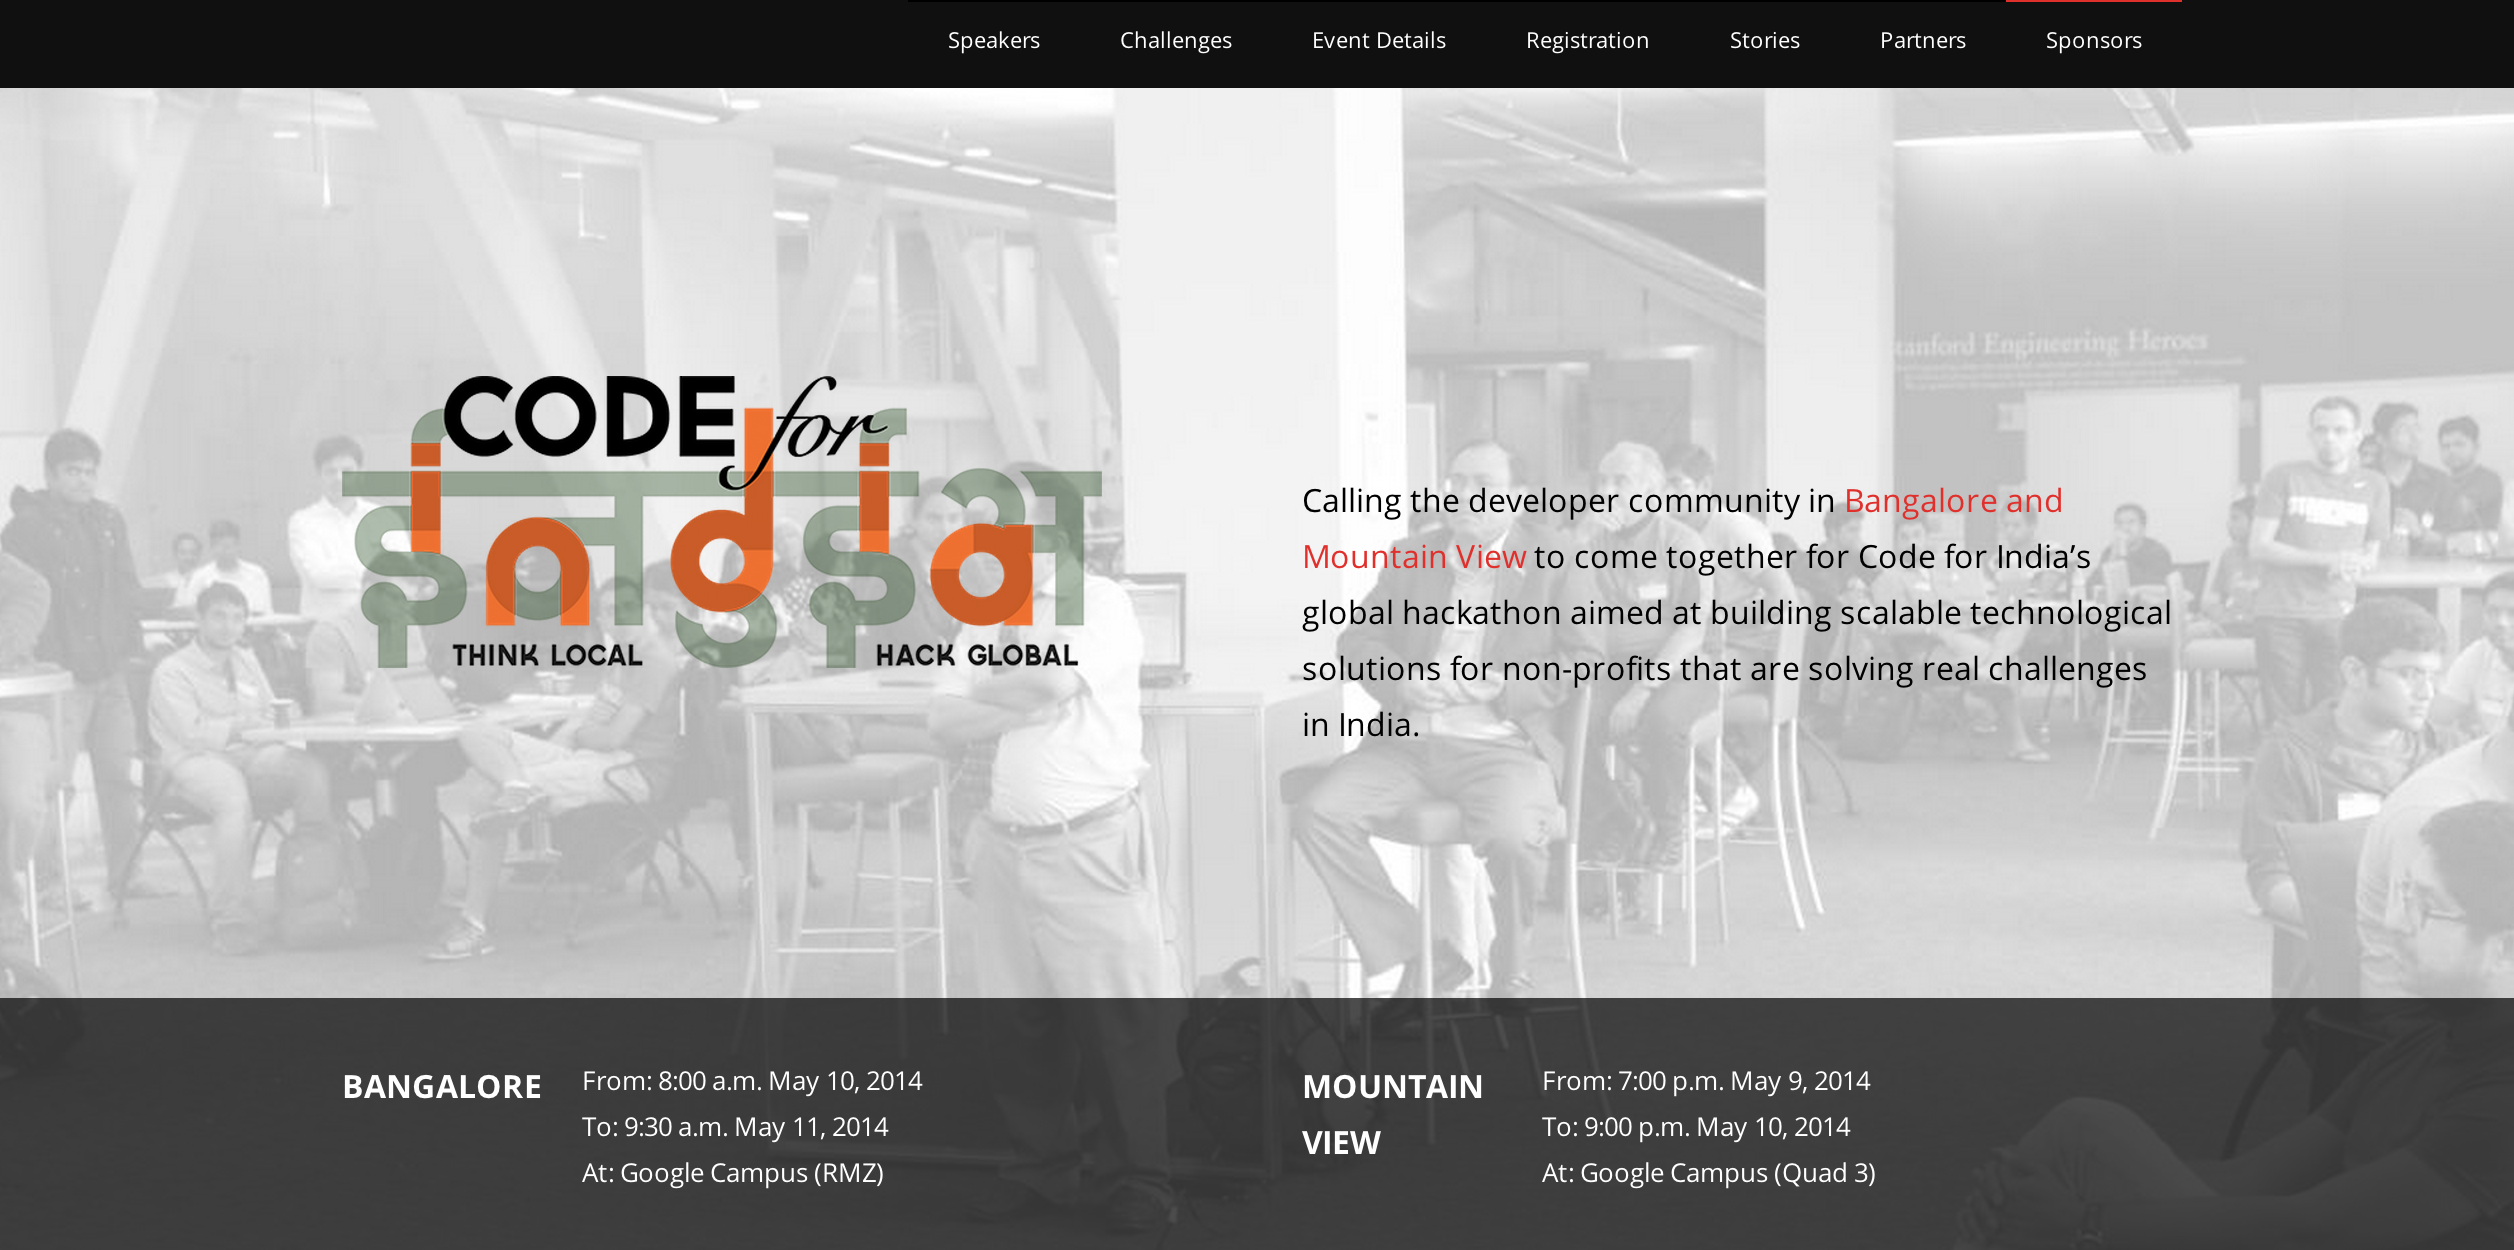 Speakers Challenges Event Details Registration Stories Partners Sponsors
tanford Engineering Heroes
CODE for
इनडिआ
india
THINK LOCAL HACK GLOBAL
Calling the developer community in Bangalore and
Mountain View to come together for Code for India’s
global hackathon aimed at building scalable technological
solutions for non-profits that are solving real challenges
in India.
BANGALORE
From: 8:00 a.m. May 10, 2014
To: 9:30 a.m. May 11, 2014
At: Google Campus (RMZ)
MOUNTAIN
VIEW
From: 7:00 p.m. May 9, 2014
To: 9:00 p.m. May 10, 2014
At: Google Campus (Quad 3)